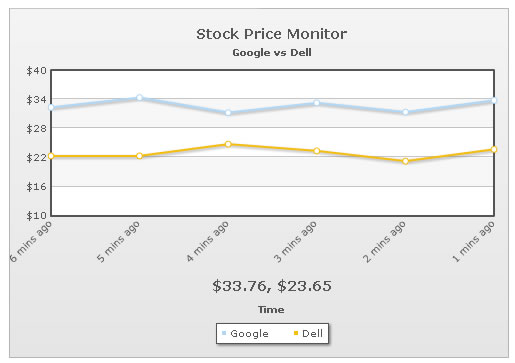 Stock Price Monitor
Google vs Dell
$40
$34
$28
$22
$16
$10
6 mins ago
5 mins ago
4 mins ago
3 mins ago
2 mins ago
1 mins ago
$33.76, $23.65
Time
Google Dell